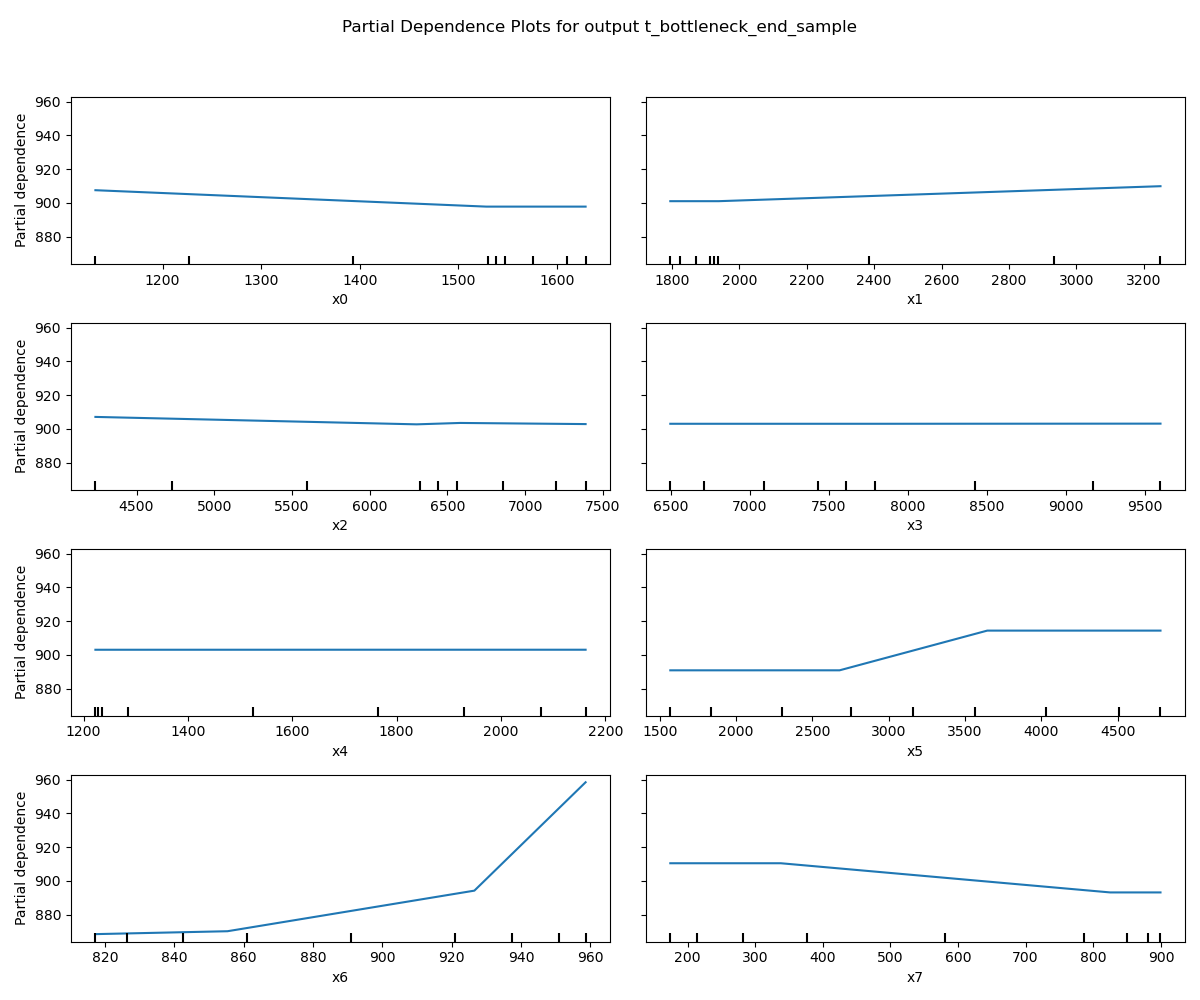 Partial Dependence Plots for output t_bottleneck_end_sample
960
940
920
900
880
Partial dependence
1200 1300 1400 1500 1600
x0
1800 2000 2200 2400 2600 2800 3000 3200
x1
960
940
920
900
880
Partial dependence
4500 5000 5500 6000 6500 7000 7500
x2
6500 7000 7500 8000 8500 9000 9500
x3
960
940
920
900
880
Partial dependence
1200 1400 1600 1800 2000 2200
x4
1500 2000 2500 3000 3500 4000 4500
x5
960
940
920
900
880
Partial dependence
820 840 860 880 900 920 940 960
x6
200 300 400 500 600 700 800 900
x7